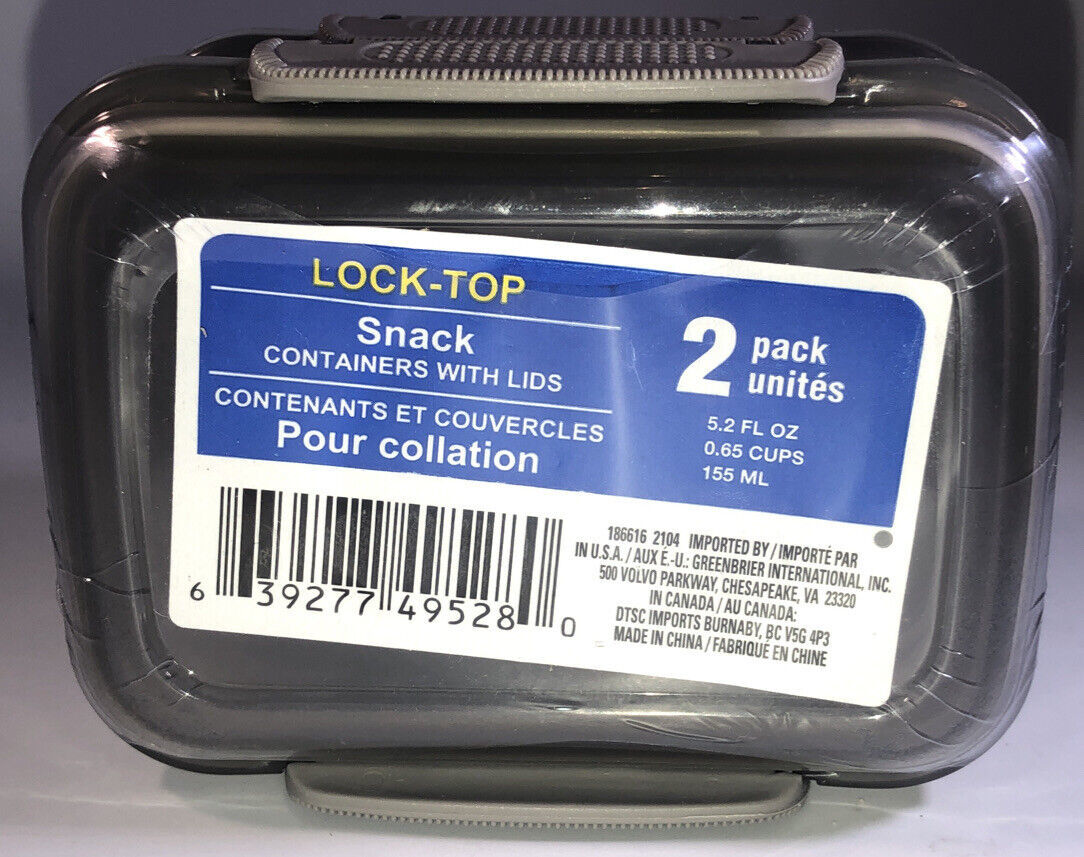 LOCK-TOP
Snack
CONTAINERS WITH LIDS
CONTENANTS ET COUVERCLES
Pour collation
2 pack
unités
5.2 FL OZ
0.65 CUPS
155 ML
6 39277 49528 0
186616 2104 IMPORTED BY / IMPORTÉ PAR
IN U.S.A. / AUX É.-U.: GREENBRIER INTERNATIONAL, INC.
500 VOLVO PARKWAY, CHESAPEAKE, VA 23320
IN CANADA / AU CANADA:
DTSC IMPORTS BURNABY, BC V5G 4P3
MADE IN CHINA / FABRIQUÉ EN CHINE